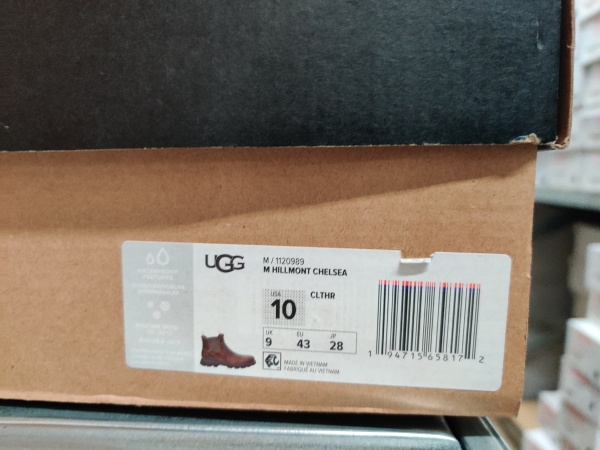 UGG
M / 1120989
M HILLMONT CHELSEA
USA
10
CLTHR
UK EU JP
9 43 28
MADE IN VIETNAM
FABRIQUÉ AU VIETNAM
1 94715 65817 2